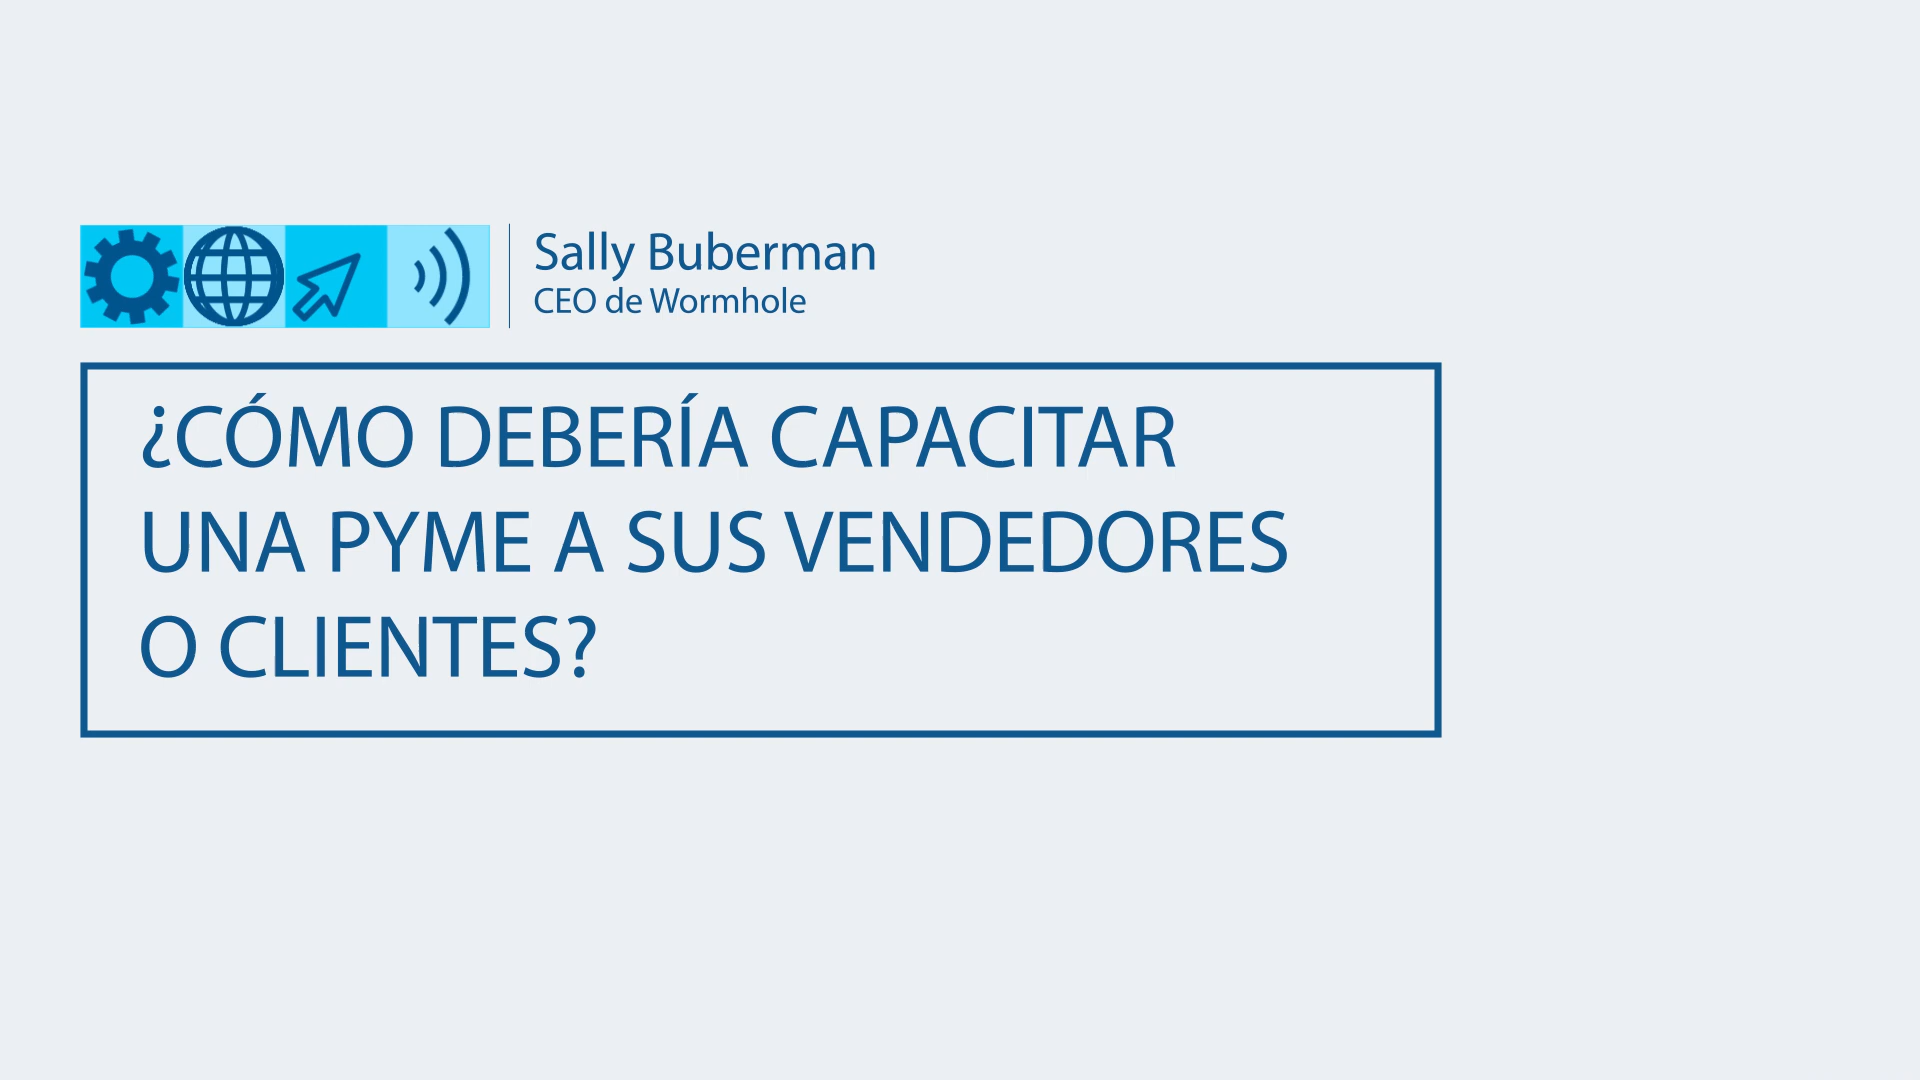 Sally Buberman
CEO de Wormhole
¿CÓMO DEBERÍA CAPACITAR
UNA PYME A SUS VENDEDORES
O CLIENTES?